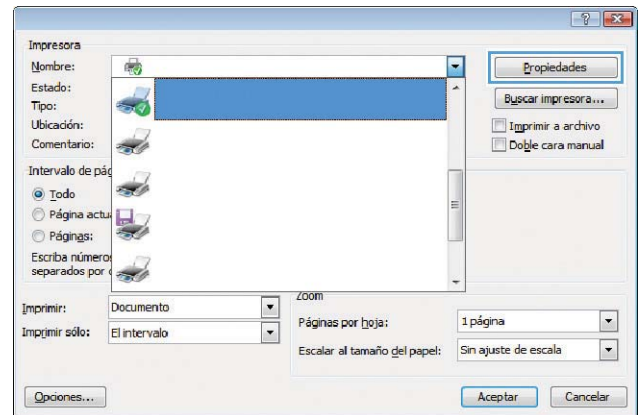 Impresora
Nombre:
Propiedades
Estado:
Buscar impresora...
Tipo:
Ubicación:
Imprimir a archivo
Comentario:
Doble cara manual
Intervalo de pág
Todo
Página actu
Páginas:
Escriba números
separados por
Zoom
Imprimir:
Documento
Páginas por hoja:
1 página
Imprimir sólo:
El intervalo
Escalar al tamaño del papel:
Sin ajuste de escala
Opciones...
Aceptar
Cancelar